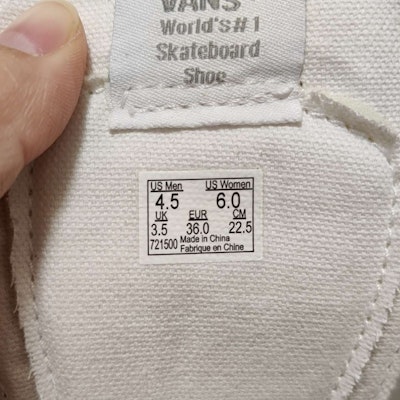 VANS
World's#1
Skateboard
Shoe
US Men US Women
4.5 6.0
UK EUR CM
3.5 36.0 22.5
721500 Made in China
Fabriqué en Chine